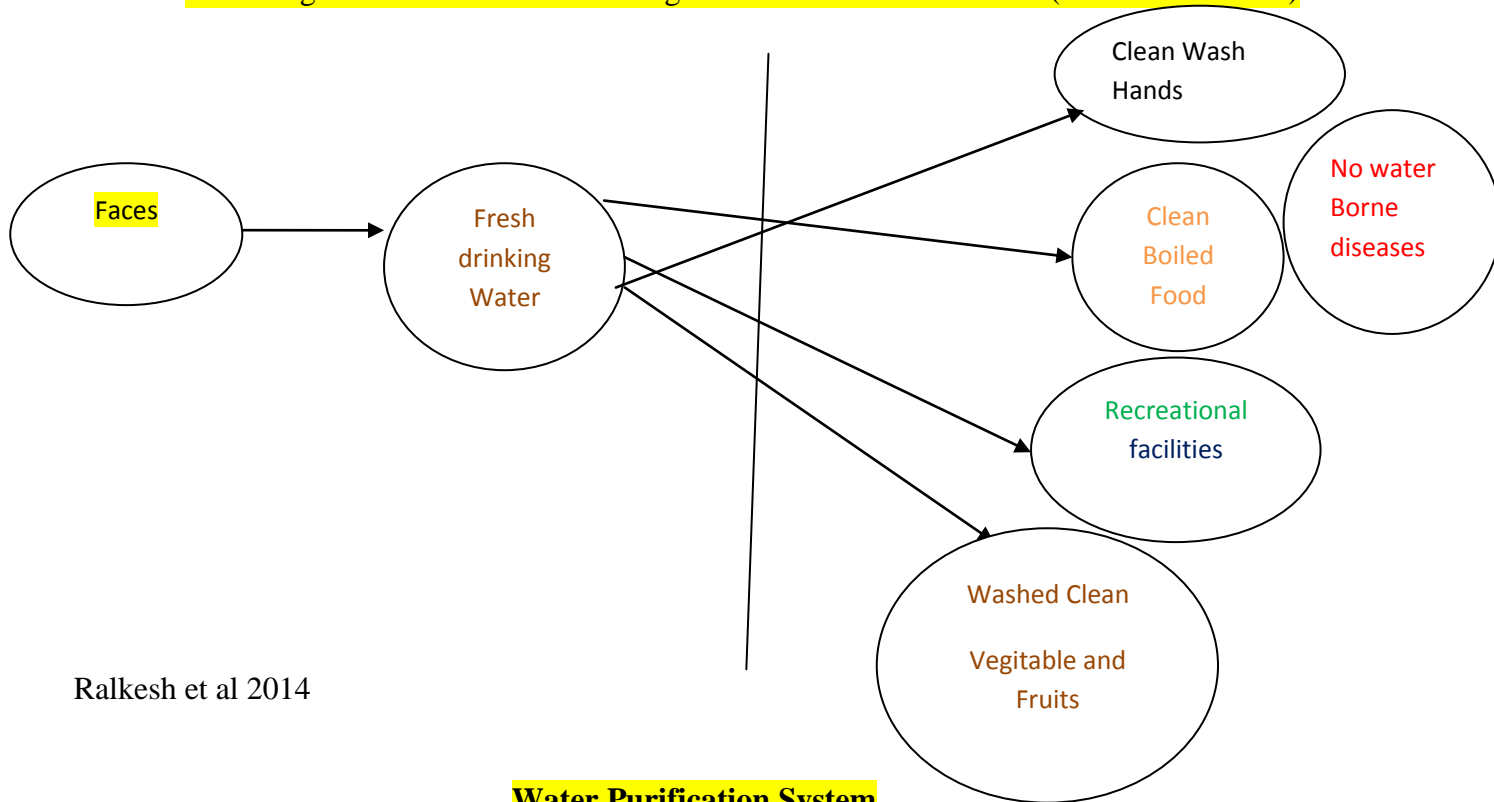 Clean Wash
Hands
No water
Borne
diseases
Faces
Fresh
drinking
Water
Clean
Boiled
Food
Recreational
facilities
Washed Clean
Vegitable and
Fruits
Ralkesh et al 2014
Water Purification System